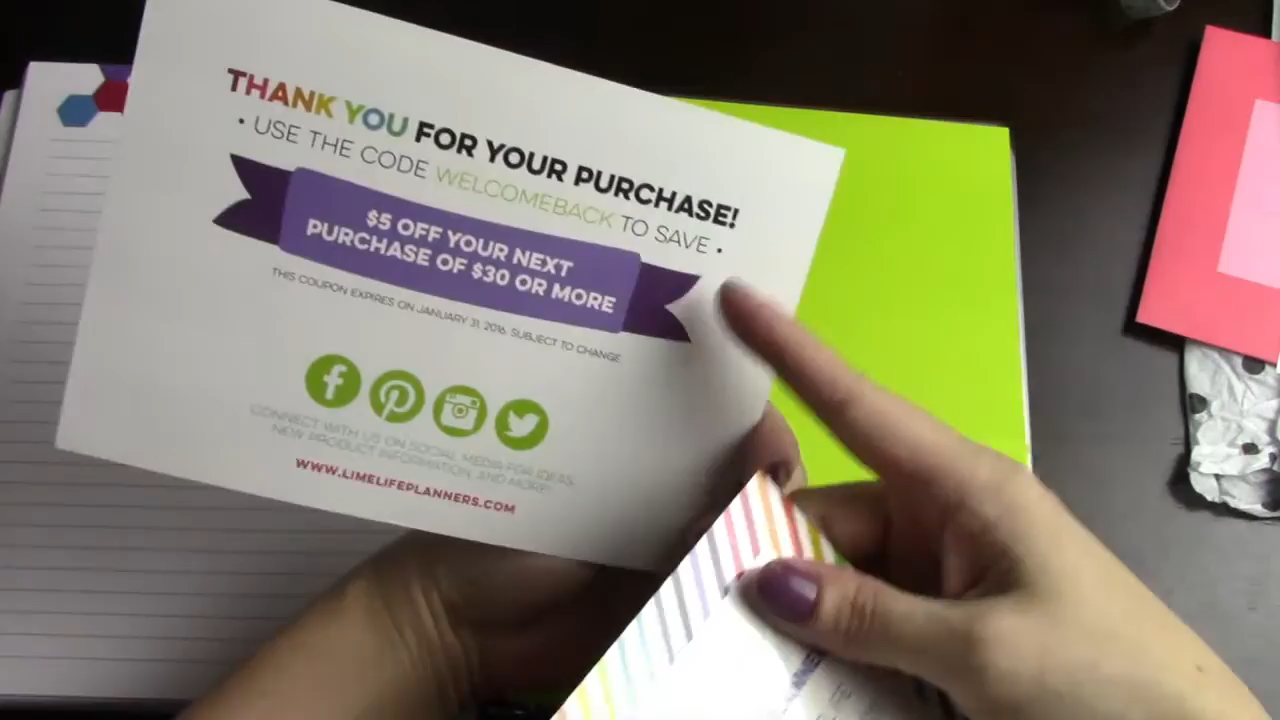 THANK YOU FOR YOUR PURCHASE!
• USE THE CODE WELCOMEBACK TO SAVE •
$5 OFF YOUR NEXT
PURCHASE OF $30 OR MORE
THIS COUPON EXPIRES ON JANUARY 31, 2016. SUBJECT TO CHANGE
CONNECT WITH US ON SOCIAL MEDIA FOR IDEAS,
NEW PRODUCT INFORMATION, AND MORE!
WWW.LIMELIFEPLANNERS.COM